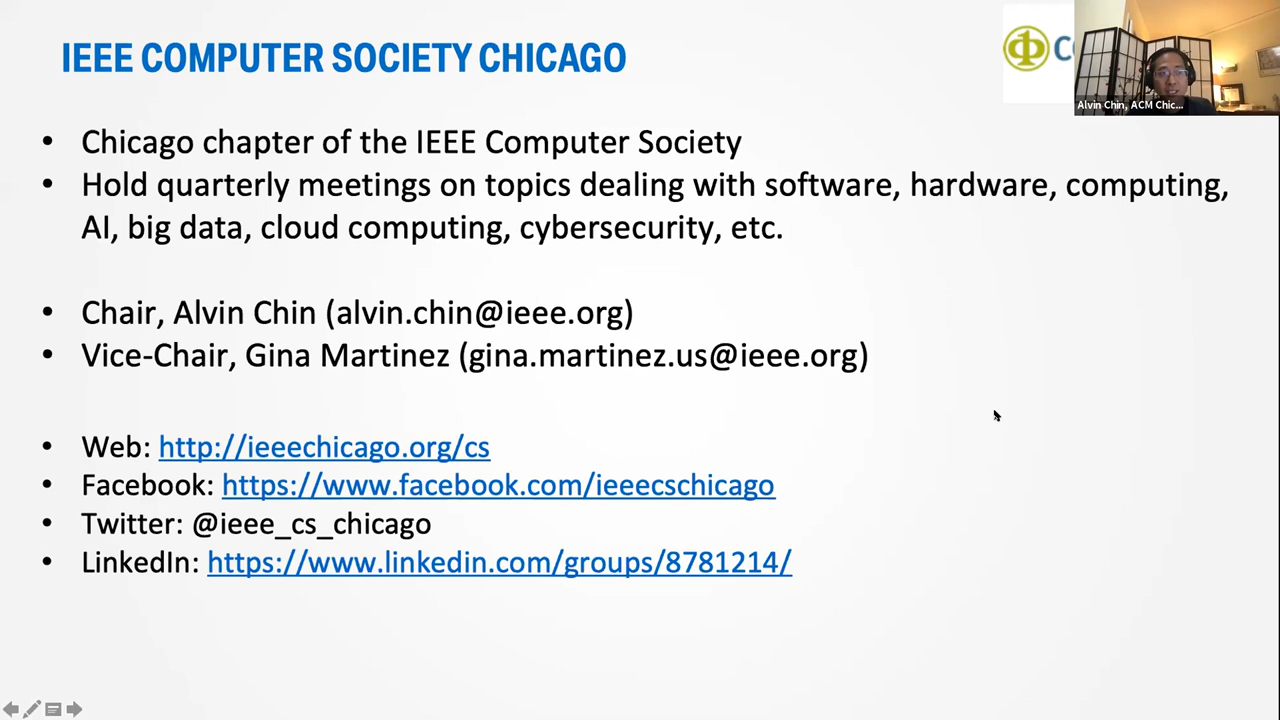 IEEE COMPUTER SOCIETY CHICAGO
Alvin Chin, ACM Chic...
• Chicago chapter of the IEEE Computer Society
• Hold quarterly meetings on topics dealing with software, hardware, computing,
AI, big data, cloud computing, cybersecurity, etc.
• Chair, Alvin Chin (alvin.chin@ieee.org)
• Vice-Chair, Gina Martinez (gina.martinez.us@ieee.org)
• Web: http://ieeechicago.org/cs
• Facebook: https://www.facebook.com/ieeecschicago
• Twitter: @ieee_cs_chicago
• LinkedIn: https://www.linkedin.com/groups/8781214/